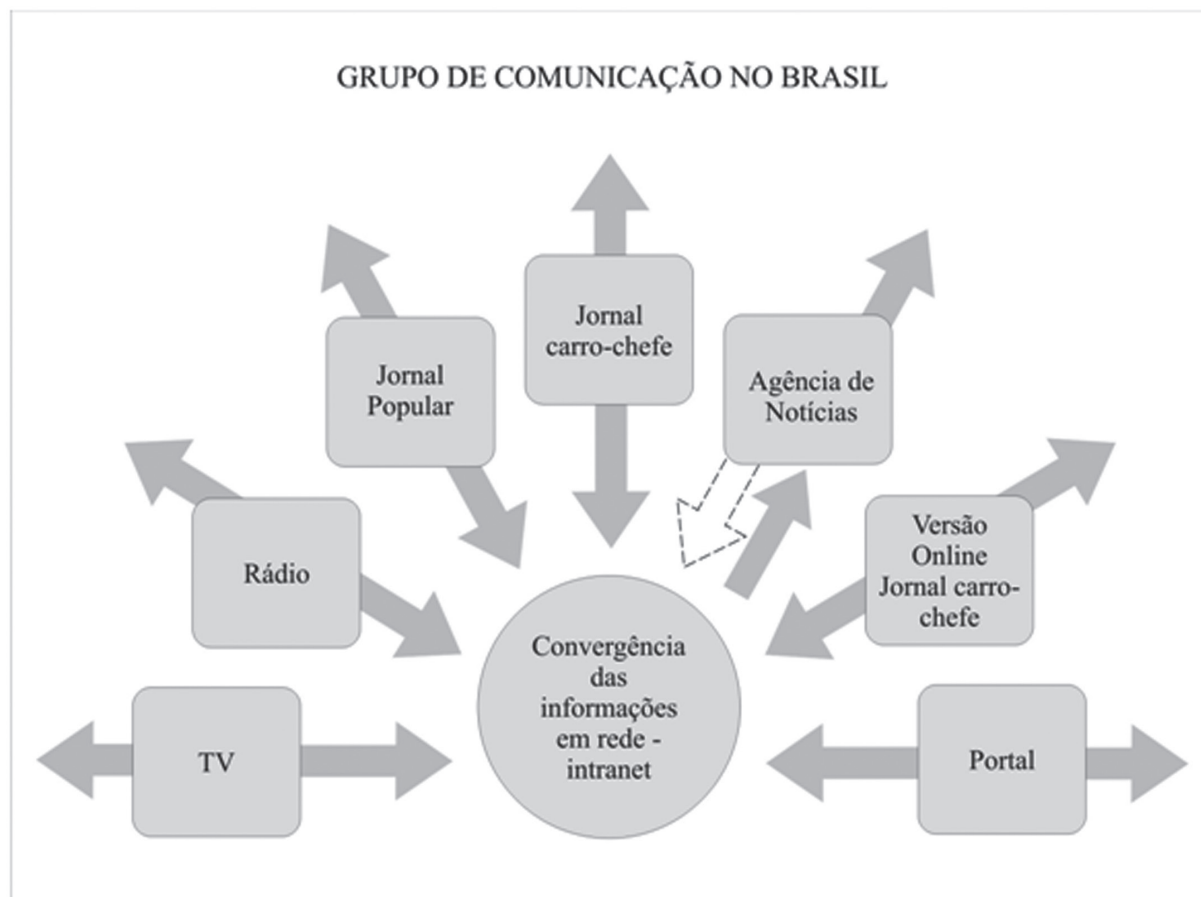 GRUPO DE COMUNICAÇÃO NO BRASIL
Jornal
carro-chefe
Jornal
Popular
Agência de
Notícias
Rádio
Versão
Online
Jornal carro-
chefe
Convergência
das
informações
em rede -
intranet
TV
Portal